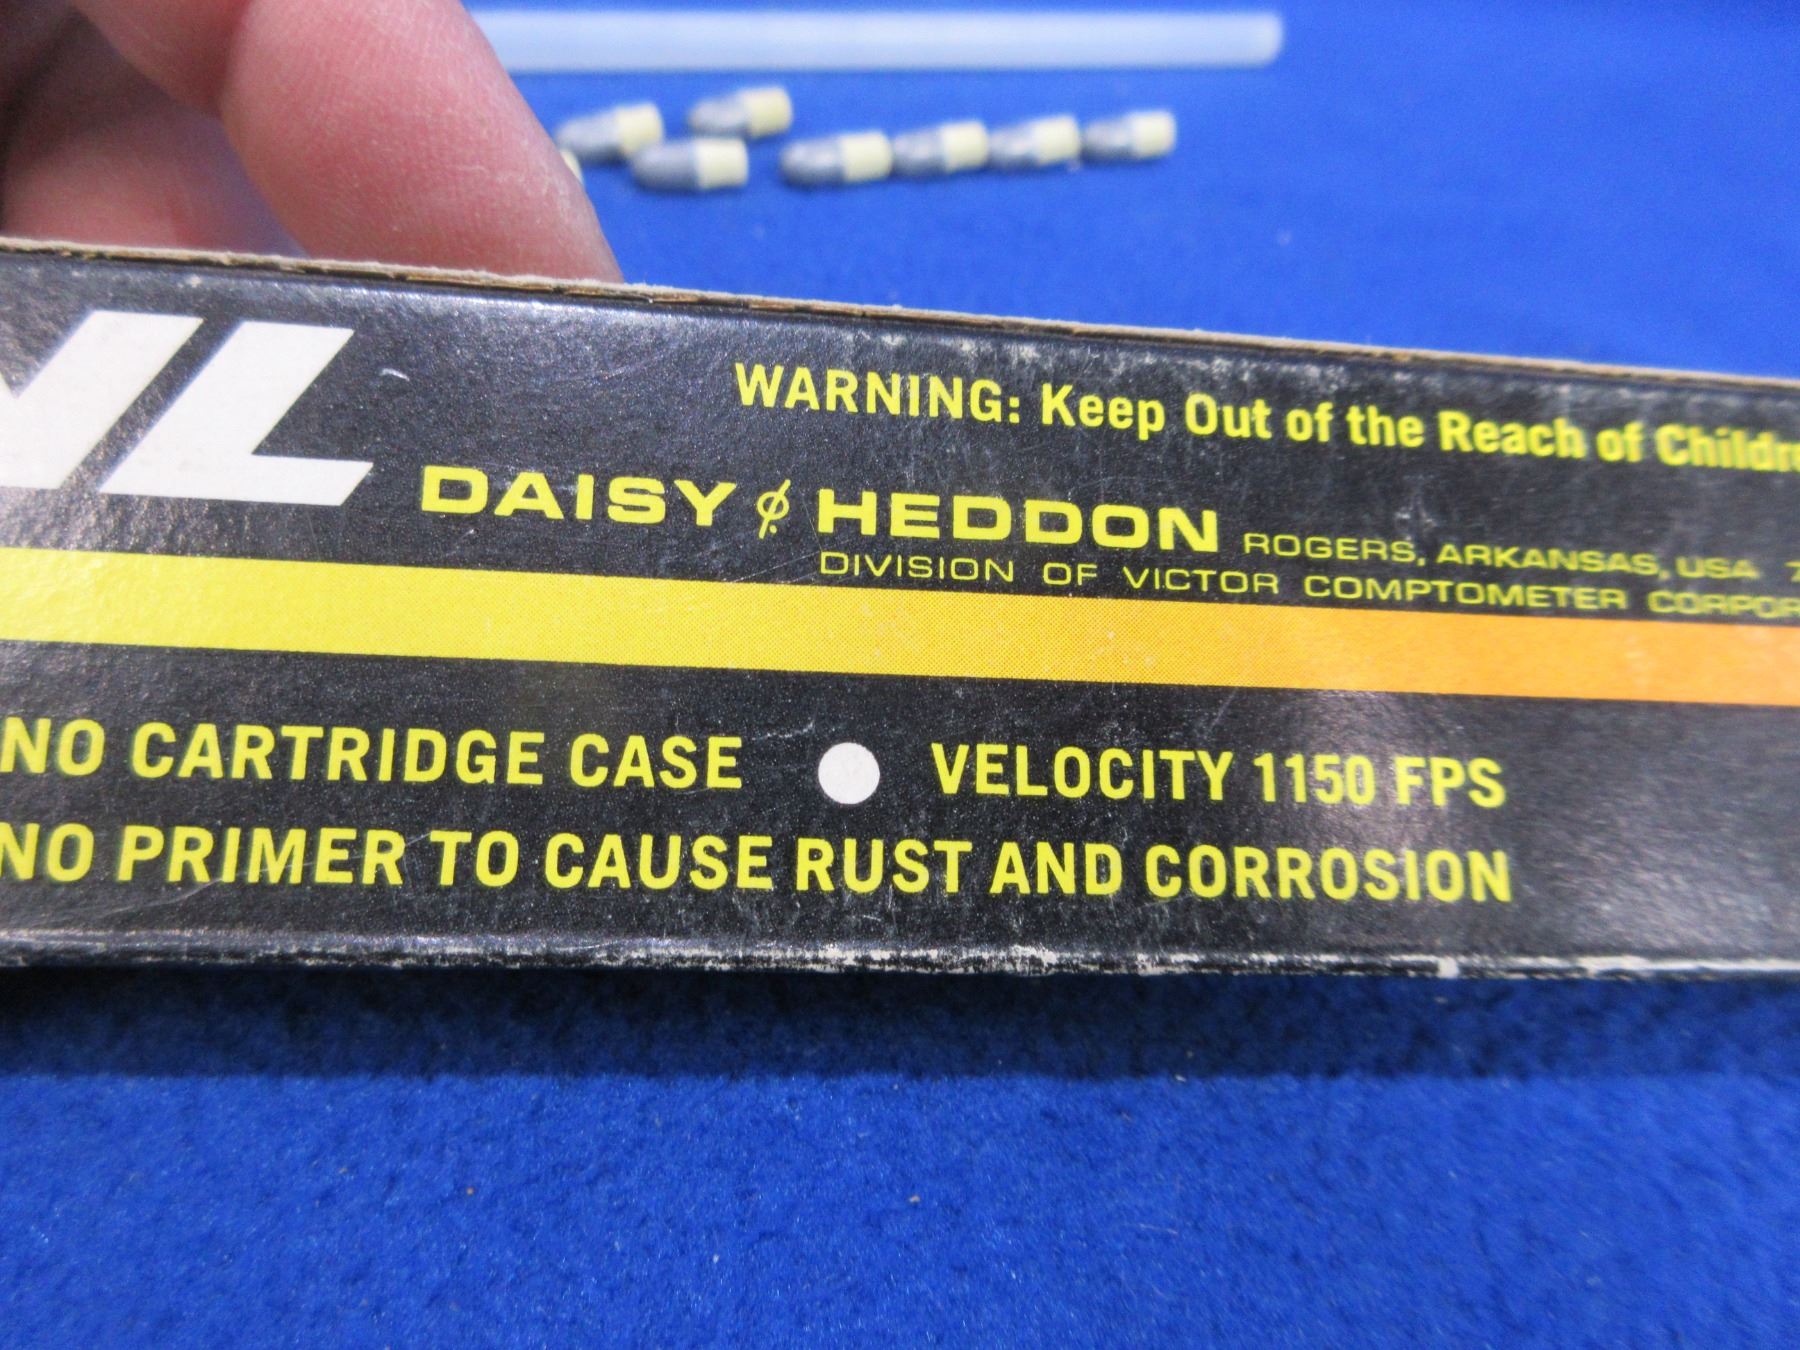 VL
WARNING: Keep Out of the Reach of
DAISY & HEDDON ROGERS, ARKANSAS, USA
DIVISION OF VICTOR COMPTOMETER
NO CARTRIDGE CASE ● VELOCITY 1150 FPS
NO PRIMER TO CAUSE RUST AND CORROSION